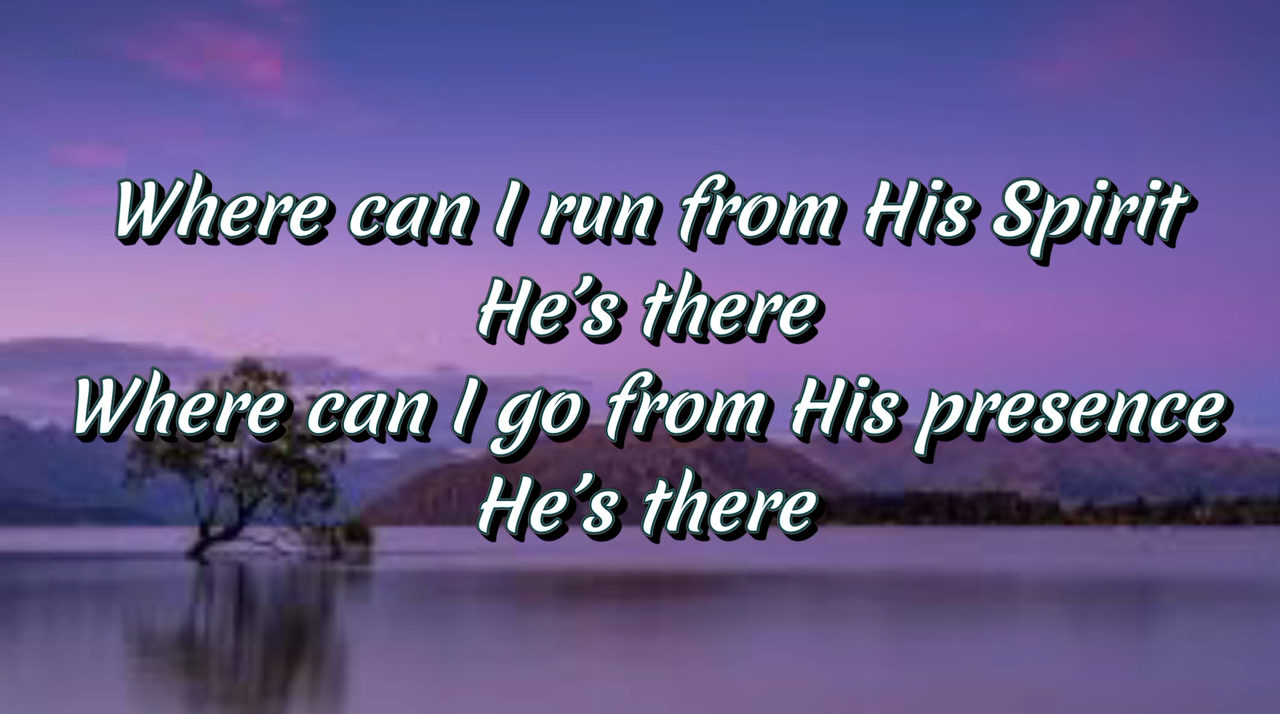 Where can I run from His Spirit
He’s there
Where can I go from His presence
He’s there